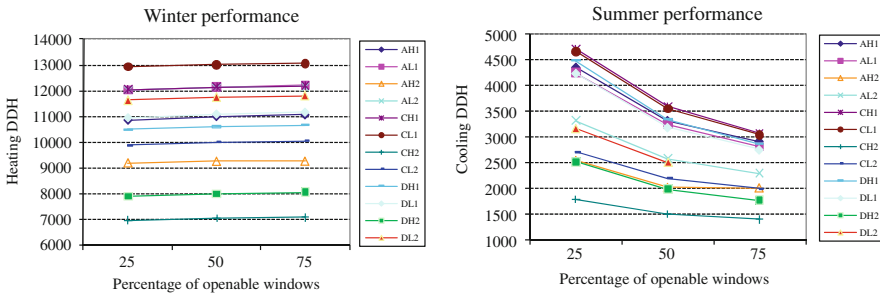 Winter performance
14000
13000
12000
11000
10000
9000
8000
7000
6000
Heating DDH
25
50
75
Percentage of openable windows
AH1
AL1
AH2
AL2
CH1
CL1
CH2
CL2
DH1
DL1
DH2
DL2
Summer performance
5000
4500
4000
3500
3000
2500
2000
1500
1000
Cooling DDH
25
50
75
Percentage of openable windows
AH1
AL1
AH2
AL2
CH1
CL1
CH2
CL2
DH1
DL1
DH2
DL2